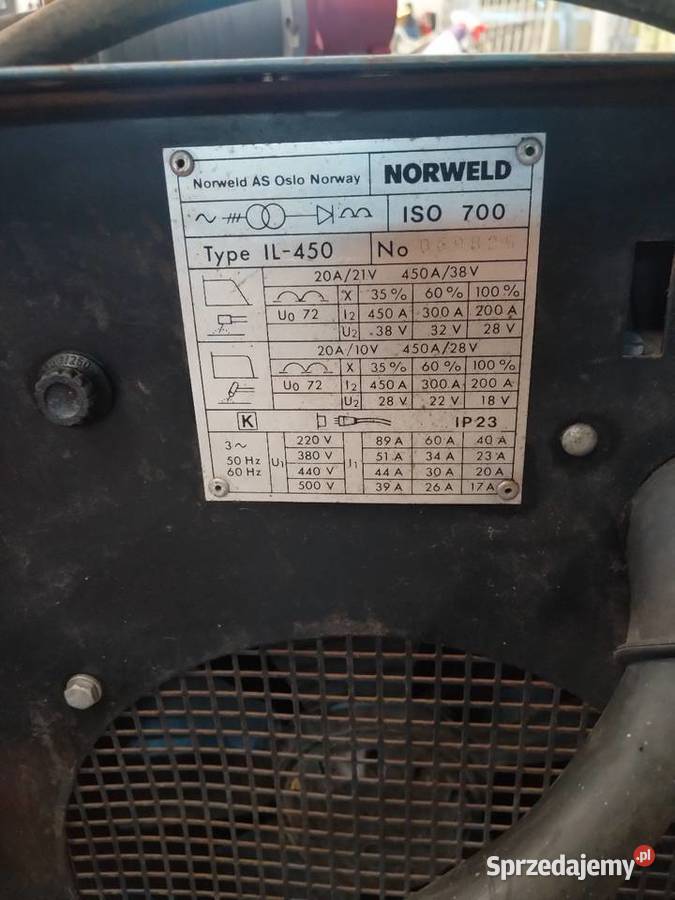 Norweld AS Oslo Norway NORWELD
ISO 700
Type IL-450 No
20A/21V 450A/38V
X 35% 60% 100%
U0 72 I2 450 A 300 A 200 A
U2 38 V 32 V 28 V
20A/10V 450A/28V
X 35% 60% 100%
U0 72 I2 450 A 300 A 200 A
U2 28 V 22 V 18 V
K IP23
3~ 220 V 89 A 60 A 40 A
50 Hz U1 380 V J1 51 A 34 A 23 A
60 Hz 440 V 44 A 30 A 20 A
500 V 39 A 26 A 17 A
Sprzedajemy.pl